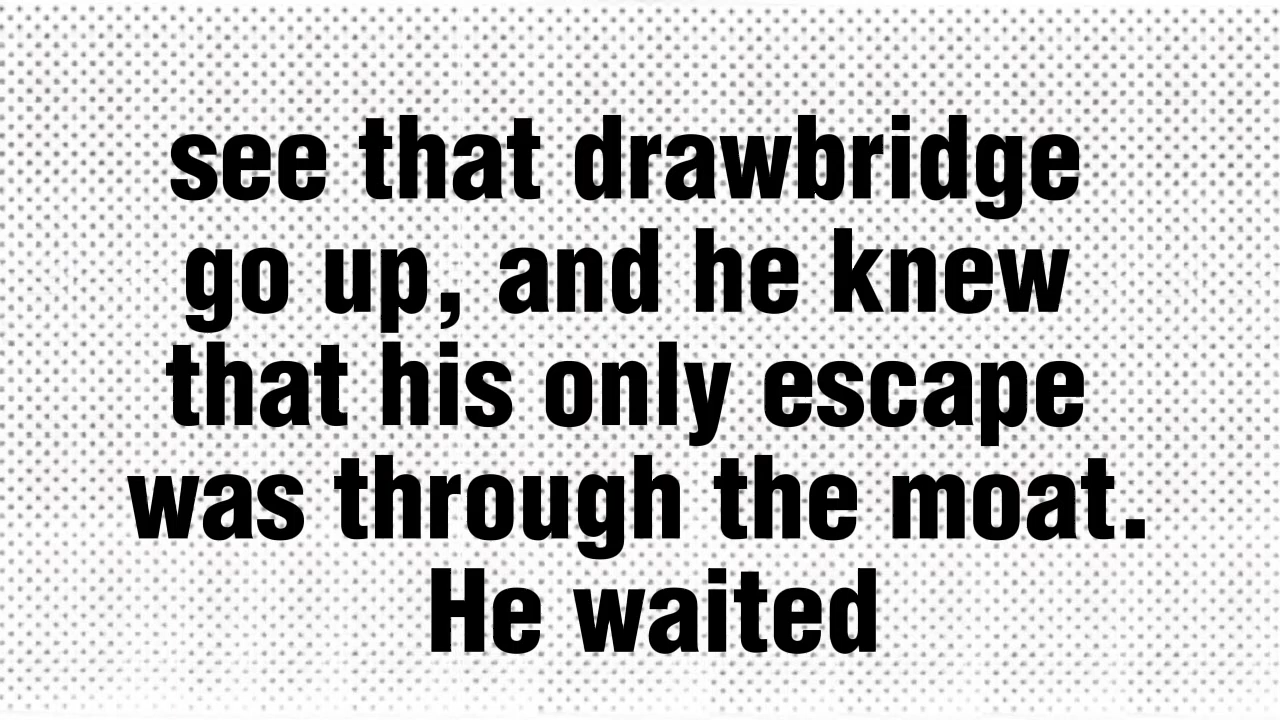 see that drawbridge
go up, and he knew
that his only escape
was through the moat.
He waited